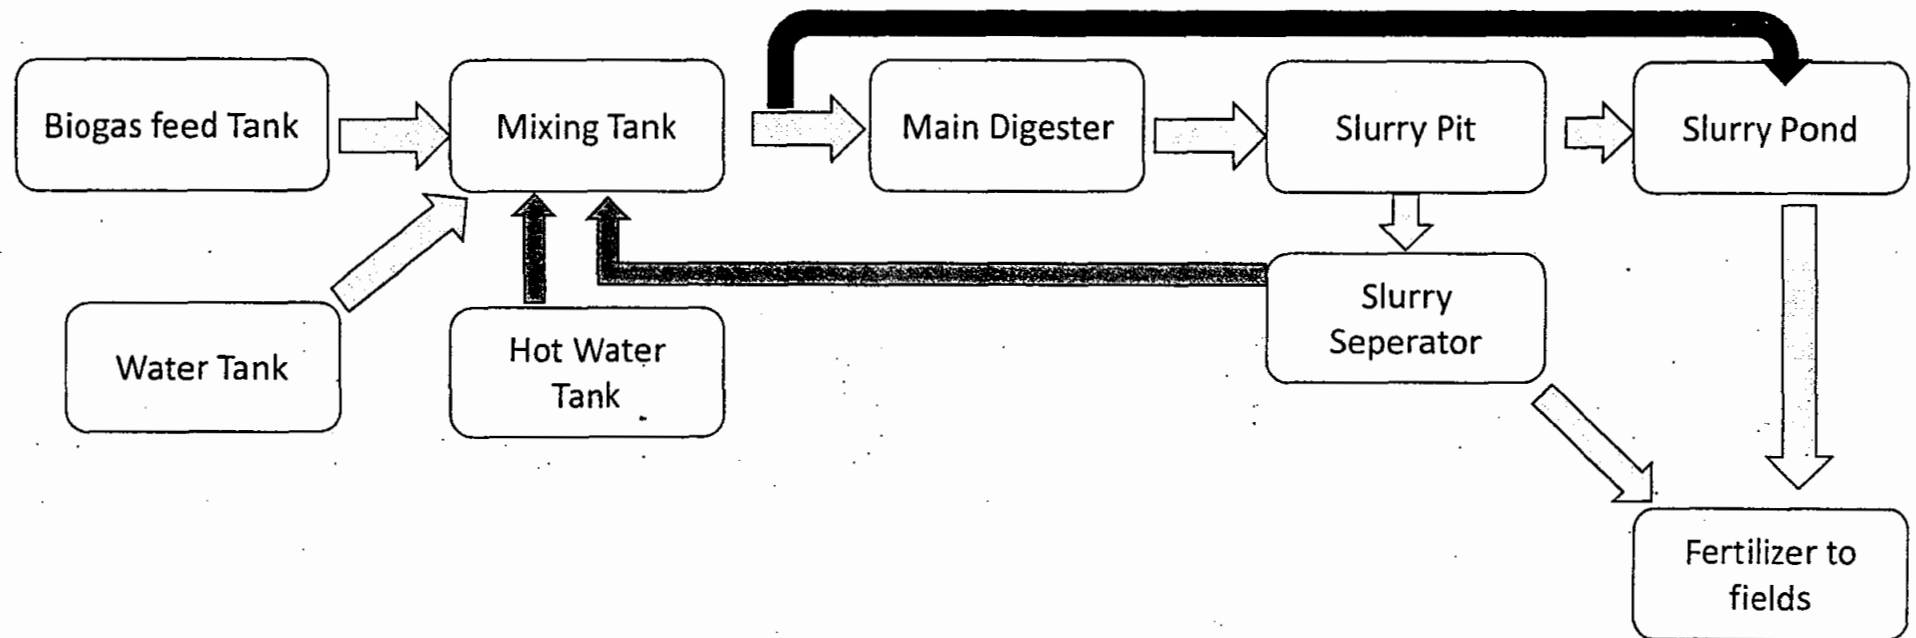 Biogas feed Tank
Mixing Tank
Main Digester
Slurry Pit
Slurry Pond
Water Tank
Hot Water
Tank
Slurry
Seperator
Fertilizer to
fields